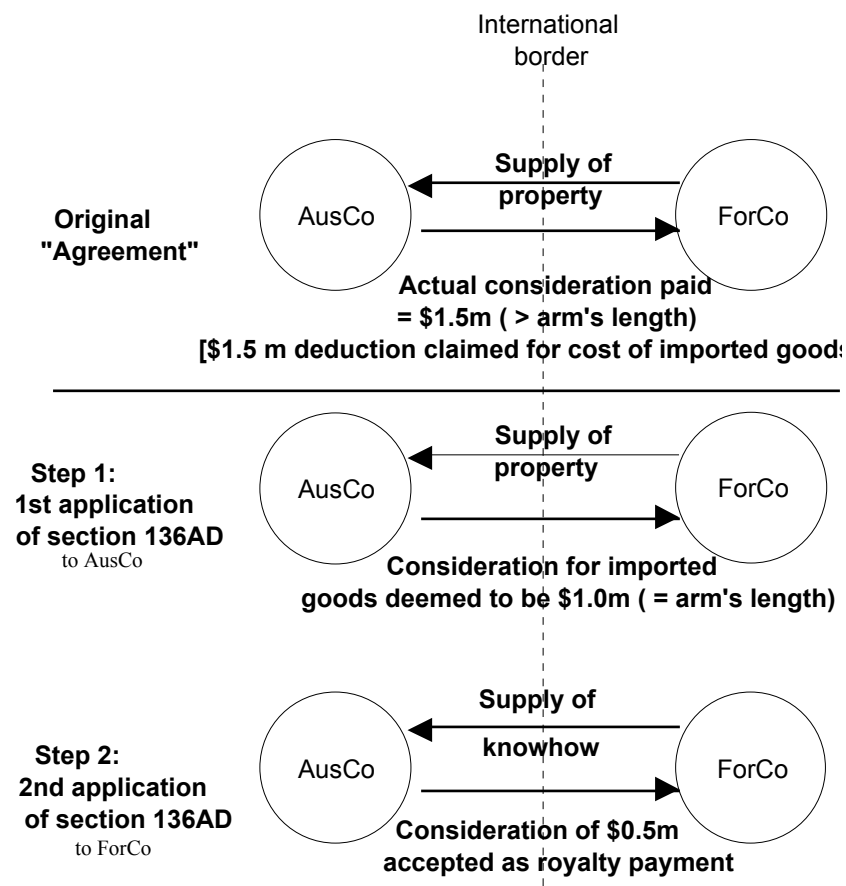 International
border
Supply of
property
AusCo
ForCo
Original
"Agreement"
Actual consideration paid
= $1.5m ( > arm's length)
[$1.5 m deduction claimed for cost of imported goods
Supply of
property
AusCo
ForCo
Step 1:
1st application
of section 136AD
to AusCo
Consideration for imported
goods deemed to be $1.0m ( = arm's length)
Supply of
knowhow
AusCo
ForCo
Step 2:
2nd application
of section 136AD
to ForCo
Consideration of $0.5m
accepted as royalty payment